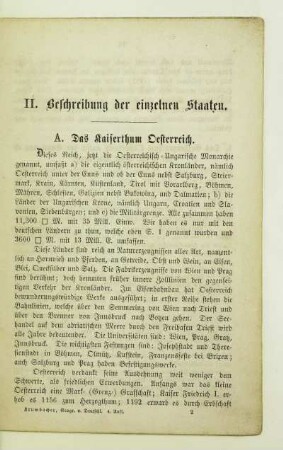 II. Beschreibung der einzelnen Staaten.
A. Das Kaiserthum Oesterreich.
Dieses Reich, jetzt die Oesterreichisch-Ungarische Monarchie
genannt, umfaßt a) die eigentlich österreichischen Kronländer, nämlich
Oesterreich unter der Enns und ob der Enns nebst Salzburg, Steier-
mark, Krain, Kärnten, Küstenland, Tirol mit Vorarlberg, Böhmen,
Mähren, Schlesien, Galizien nebst Bukowina, und Dalmatien; b) die
Länder der Ungarischen Krone, nämlich Ungarn, Croatien und Sla-
vonien, Siebenbürgen; und c) die Militärgrenze. Alle zusammen haben
11,300 □ M. mit 35 Mill. Einw. Mit es nur mit den
deutschen Ländern, welche wir eben S. 1 genannt wurden und
3600 □ M. mit 13 Mill. E. umfassen.
Diese Länder sind reich an Naturerzeugnissen aller Art, nament-
lich an Hornvieh und Pferden, an Getreide, Obst und Wein, an Eisen,
Blei, Quecksilber und Salz. Die Fabrikerzeugnisse von Wien und Prag
sind berühmt; doch hemmten früher innere Zolllinien den gegenseiti-
gen Verkehr der Kronländer. Im Eisenbahnbau hat Oesterreich
bewunderungswürdige Werke ausgeführt; in erster Reihe stehen die
Bahnlinien, welche über den Semmering von Wien nach Triest und
über den Brenner von Innsbruck nach Bozen gehen. Der See-
handel auf dem adriatischen Meere durch den Freihafen Triest wird
alle Jahre bedeutender. Die Universitäten sind: Wien, Prag, Graz,
Innsbruck. Die wichtigsten Festungen sind: Josephstadt und There-
sienstadt in Böhmen, Olmütz, Kufstein, Franzensfeste bei Brixen;
auch Salzburg und Prag haben Befestigungswerke.
Oesterreich verdankt seine Ausdehnung weit weniger dem
Schwerte, als friedlichen Erwerbungen. Anfangs war das kleine
Oesterreich eine Mark- (Grenz-) Grafschaft; Kaiser Friedrich I. er-
hob es 1156 zum Herzogthum; 1192 erward es durch Erbschaft
2